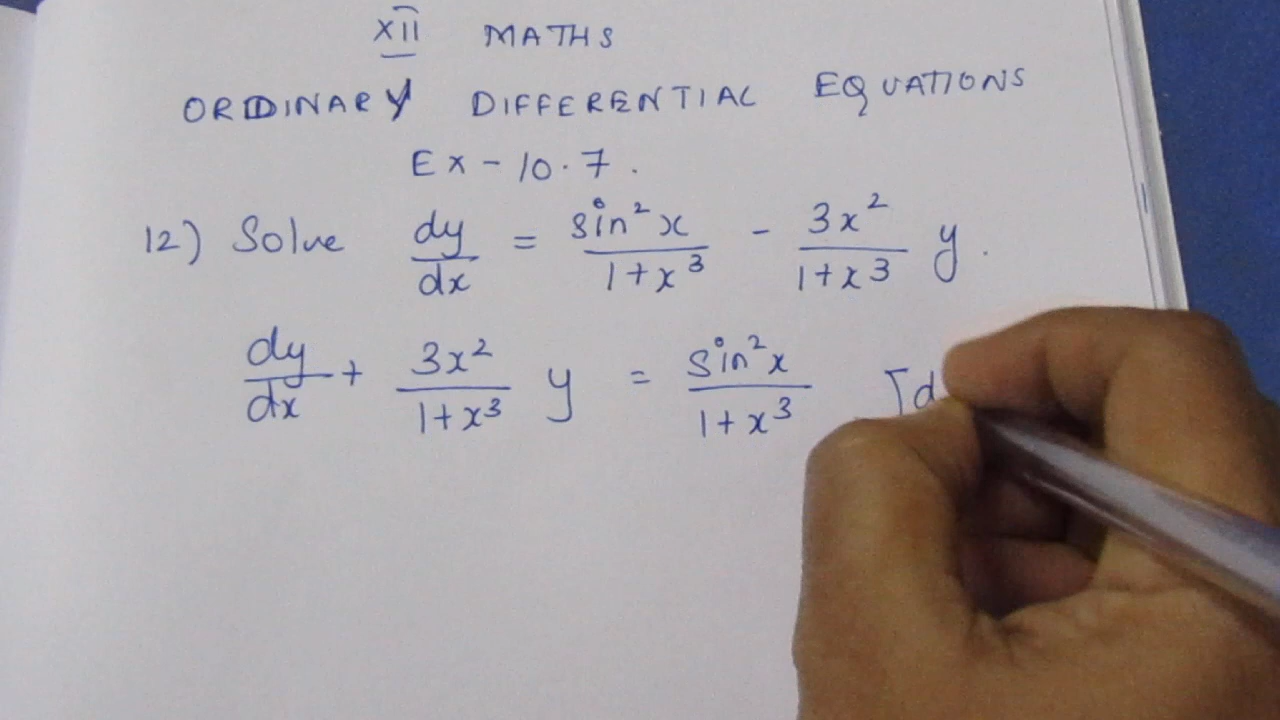 XII MATHS
ORDINARY DIFFERENTIAL EQUATIONS
Ex - 10.7.
12) Solve dy/dx = sin²x/1+x³ - 3x²/1+x³ y.
dy/dx + 3x²/1+x³ y = sin²x/1+x³ [d